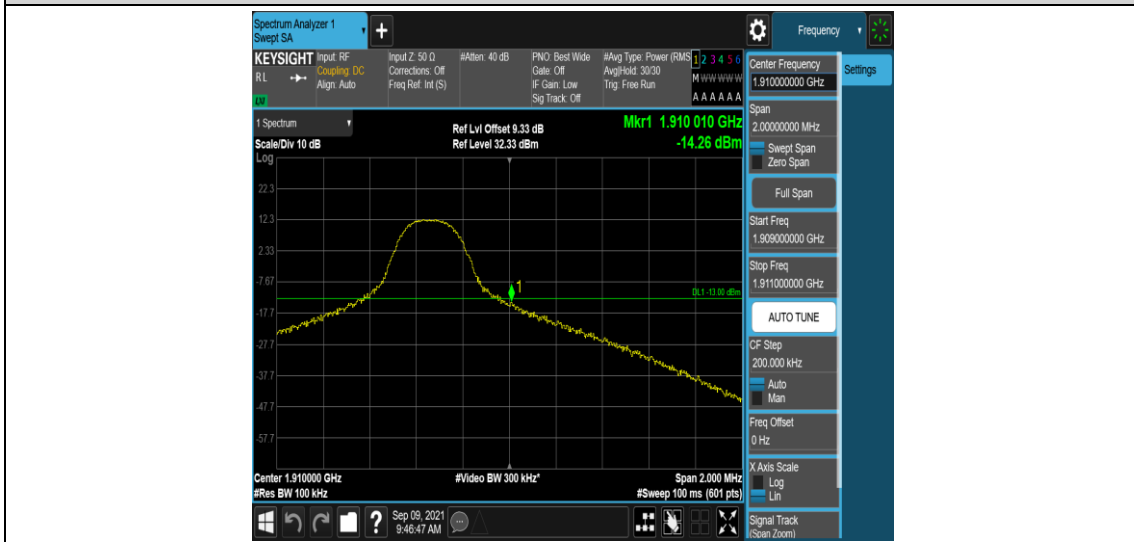 Spectrum Analyzer 1
Swept SA
+
Frequency
KEYSIGHT
RL
LXI
Input: RF
Coupling: DC
Align: Auto
Input Z: 50 Ω
Corrections: Off
Freq Ref: Int (S)
#Atten: 40 dB
PNO: Best Wide
Gate: Off
IF Gain: Low
Sig Track: Off
#Avg Type: Power (RMS
Avg|Hold: 30/30
Trig: Free Run
1 2 3 4 5 6
M W W W W W
A A A A A A
Center Frequency
1.910000000 GHz
Settings
Span
2.00000000 MHz
Swept Span
Zero Span
Full Span
Start Freq
1.909000000 GHz
Stop Freq
1.911000000 GHz
AUTO TUNE
CF Step
200.000 kHz
Auto
Man
Freq Offset
0 Hz
X Axis Scale
Log
Lin
Signal Track
(Span Zoom)
1 Spectrum
Scale/Div 10 dB
Log
Ref Lvl Offset 9.33 dB
Ref Level 32.33 dBm
Mkr1 1.910 010 GHz
-14.26 dBm
22.3
12.3
2.33
-7.67
-17.7
-27.7
-37.7
-47.7
-57.7
1
DL1 -13.00 dBm
Center 1.910000 GHz
#Res BW 100 kHz
#Video BW 300 kHz*
Span 2.000 MHz
#Sweep 100 ms (601 pts)
?
Sep 09, 2021
9:46:47 AM